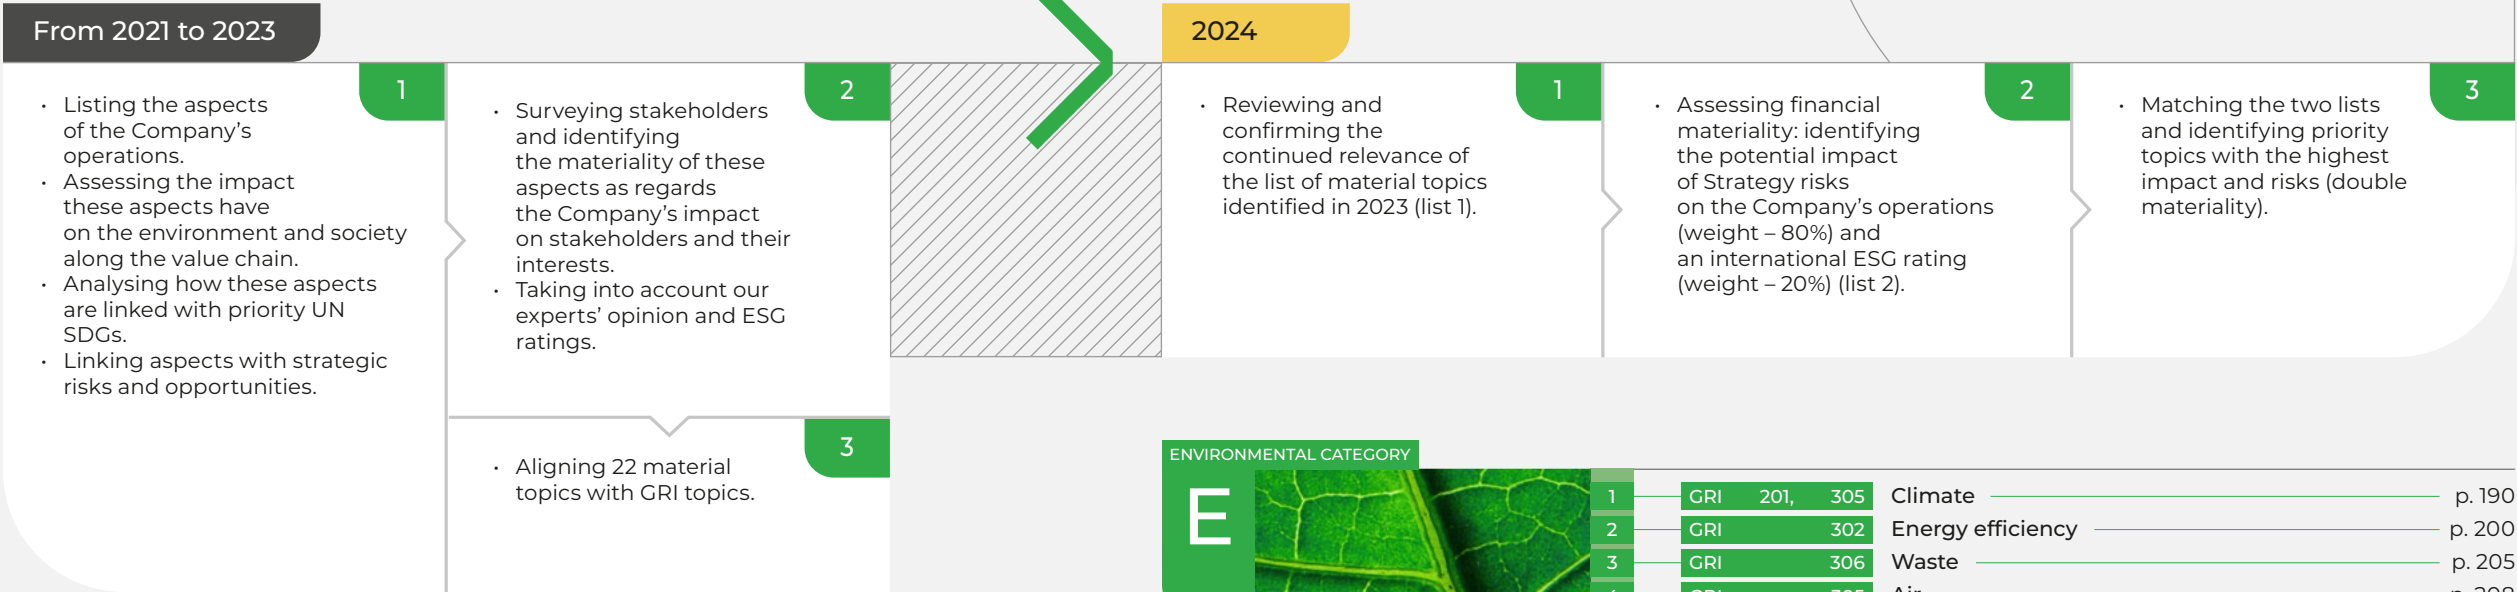 From 2021 to 2023
1
• Listing the aspects
of the Company's
operations.
• Assessing the impact
these aspects have
on the environment and society
along the value chain.
• Analysing how these aspects
are linked with priority UN
SDGs.
• Linking aspects with strategic
risks and opportunities.
2
• Surveying stakeholders
and identifying
the materiality of these
aspects as regards
the Company's impact
on stakeholders and their
interests.
• Taking into account our
experts' opinion and ESG
ratings.
3
• Aligning 22 material
topics with GRI topics.
2024
1
• Reviewing and
confirming the
continued relevance of
the list of material topics
identified in 2023 (list 1).
2
• Assessing financial
materiality: identifying
the potential impact
of Strategy risks
on the Company's operations
(weight – 80%) and
an international ESG rating
(weight – 20%) (list 2).
3
• Matching the two lists
and identifying priority
topics with the highest
impact and risks (double
materiality).
ENVIRONMENTAL CATEGORY
E
1 GRI 201, 305 Climate p. 190
2 GRI 302 Energy efficiency p. 200
3 GRI 306 Waste p. 205